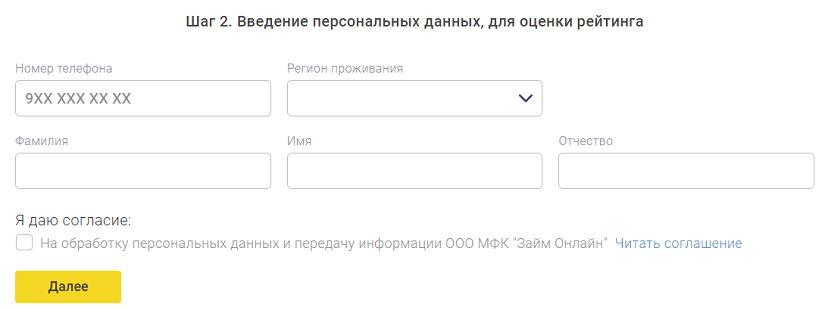 Шаг 2. Введение персональных данных, для оценки рейтинга
Номер телефона Регион проживания
9XX XXX XX XX
Фамилия Имя Отчество
Я даю согласие:
На обработку персональных данных и передачу информации ООО МФК "Займ Онлайн" Читать соглашение
Далее